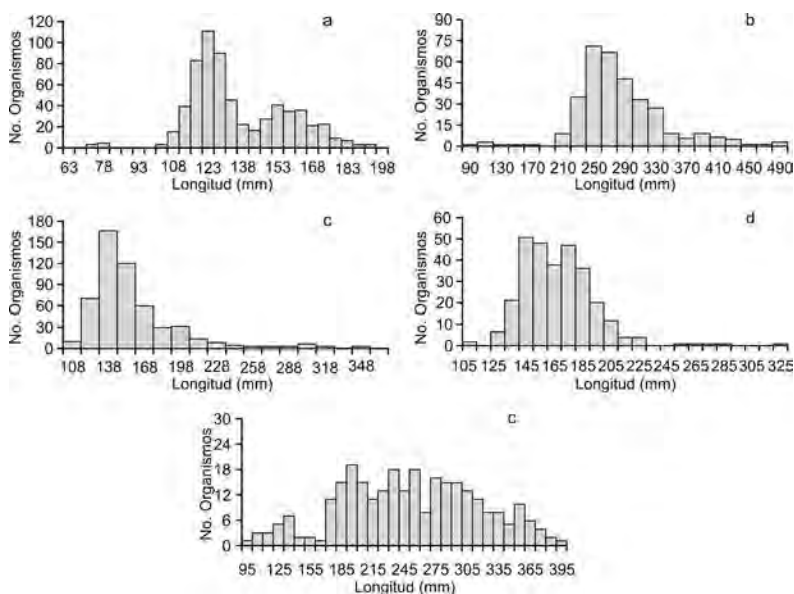 a
No. Organismos
120
100
80
60
40
20
0
63 78 93 108 123 138 153 168 183 198
Longitud (mm)
b
No. Organismos
90
75
60
45
30
15
0
90 130 170 210 250 290 330 370 410 450 490
Longitud (mm)
c
No. Organismos
180
150
120
90
60
30
0
108 138 168 198 228 258 288 318 348
Longitud (mm)
d
No. Organismos
60
50
40
30
20
10
0
105 125 145 165 185 205 225 245 265 285 305 325
Longitud (mm)
c
No. Organismos
30
24
18
12
6
0
95 125 155 185 215 245 275 305 335 365 395
Longitud (mm)